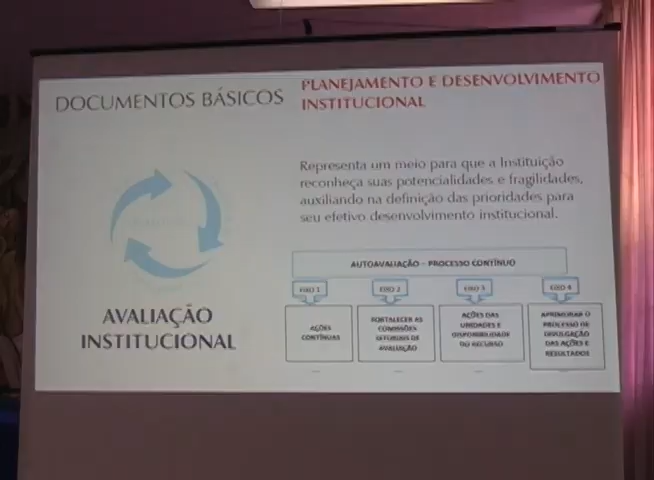 DOCUMENTOS BÁSICOS
PLANEJAMENTO E DESENVOLVIMENTO
INSTITUCIONAL
Representa um meio para que a Instituição
reconheça suas potencialidades e fragilidades,
auxiliando na definição das prioridades para
seu efetivo desenvolvimento institucional.
AVALIAÇÃO
INSTITUCIONAL
AUTOAVALIAÇÃO - PROCESSO CONTÍNUO
EIXO 1
EIXO 2
EIXO 3
EIXO 4
AÇÕES
CONTÍNUAS
FORTALECER AS
COMISSÕES
SETORIAIS DE
AVALIAÇÃO
AÇÕES DAS
UNIDADES E
DISPONIBILIDADE
DO RECURSO
APRIMORAR O
PROCESSO DE
DIVULGAÇÃO
DAS AÇÕES E
RESULTADOS